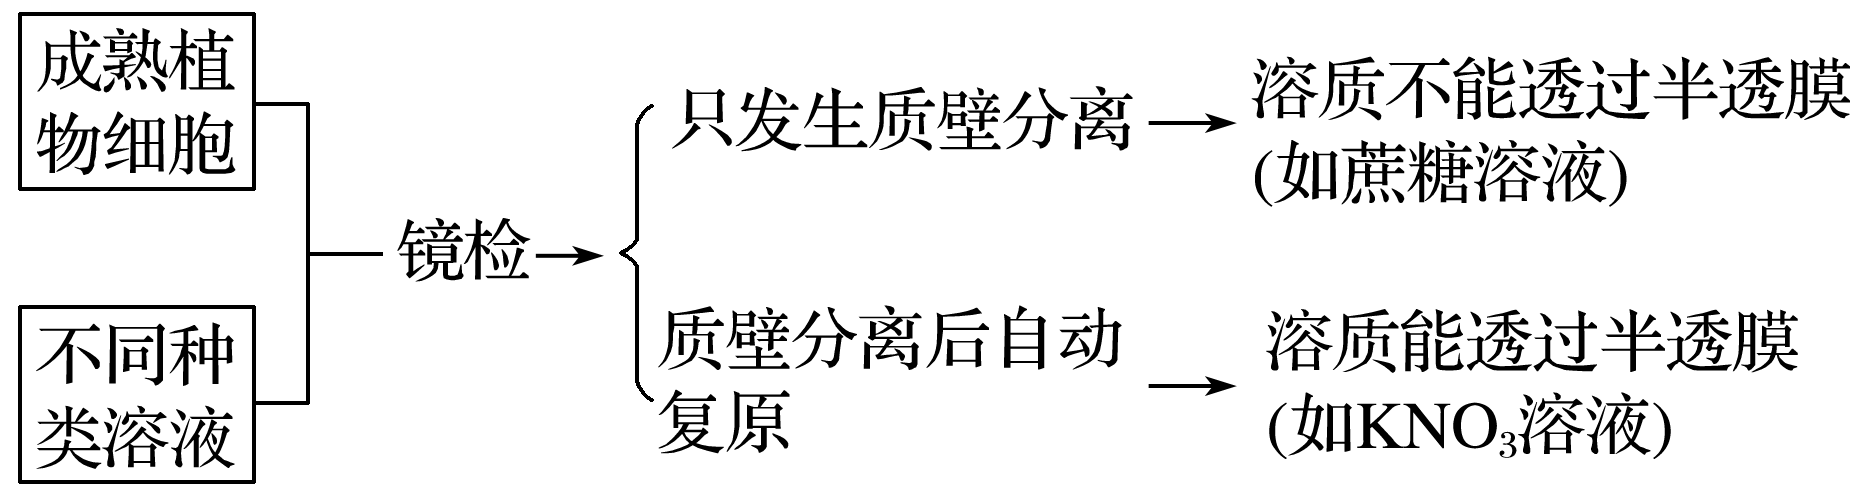 成熟植
物细胞
不同种
类溶液
镜检
只发生质壁分离
溶质不能透过半透膜
(如蔗糖溶液)
质壁分离后自动
复原
溶质能透过半透膜
(如KNO₃溶液)